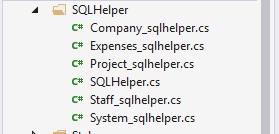 SQLHelper
C# Company_sqlhelper.cs
C# Expenses_sqlhelper.cs
C# Project_sqlhelper.cs
C# SQLHelper.cs
C# Staff_sqlhelper.cs
C# System_sqlhelper.cs